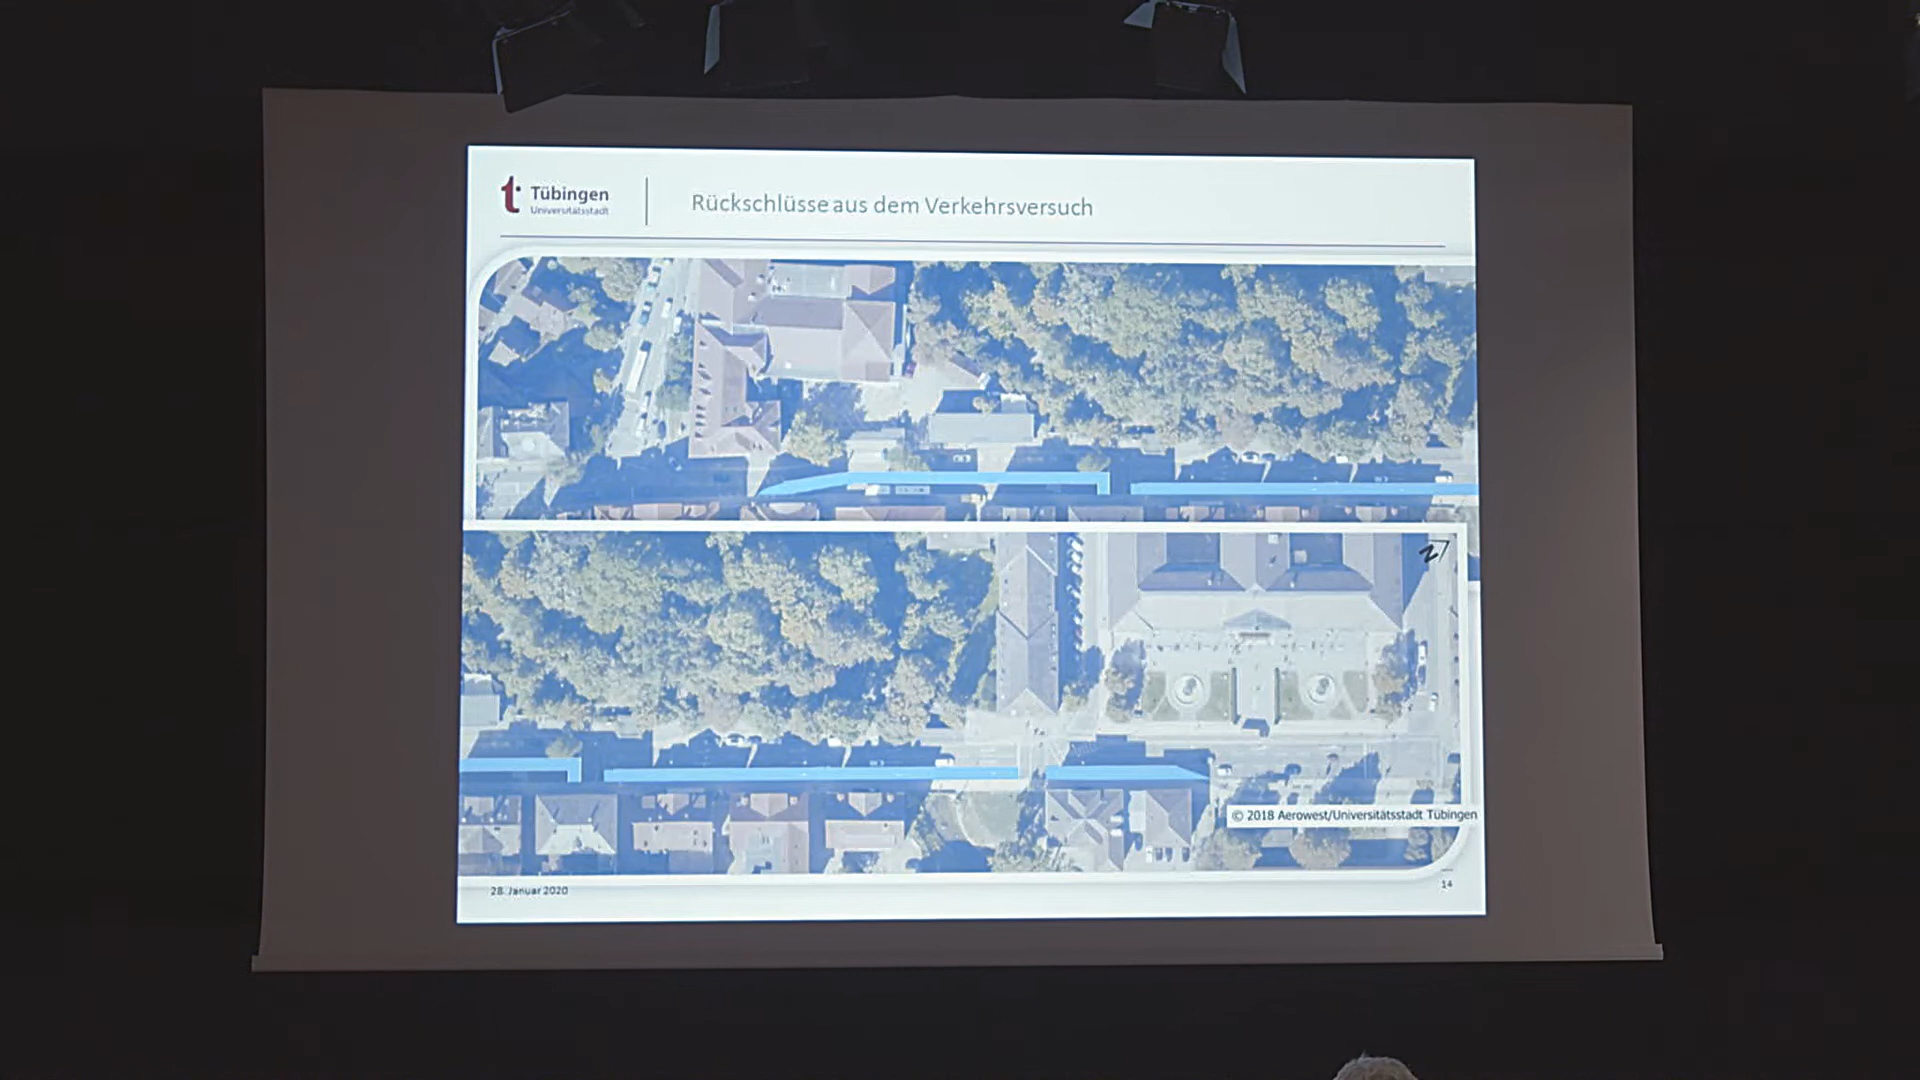 Tübingen
Universitätsstadt
Rückschlüsse aus dem Verkehrsversuch
N
© 2018 Aerowest/Universitätsstadt Tübingen
28. Januar 2020
14